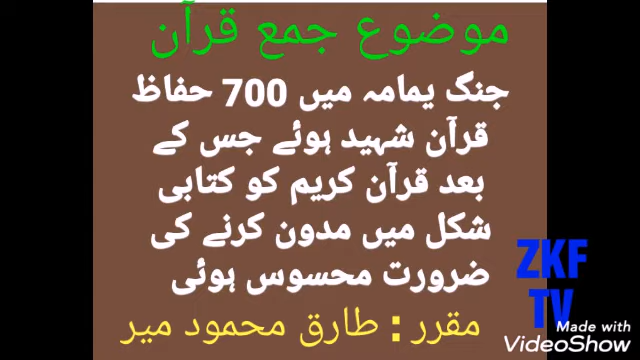 موضوع جمع قرآن
جنگ یمامہ میں 700 حفاظ
قرآن شہید ہوئے جس کے
بعد قرآن کریم کو کتابی
شکل میں مدون کرنے کی
ضرورت محسوس ہوئی
مقرر : طارق محمود میر
ZKF
TV
Made with
VideoShow